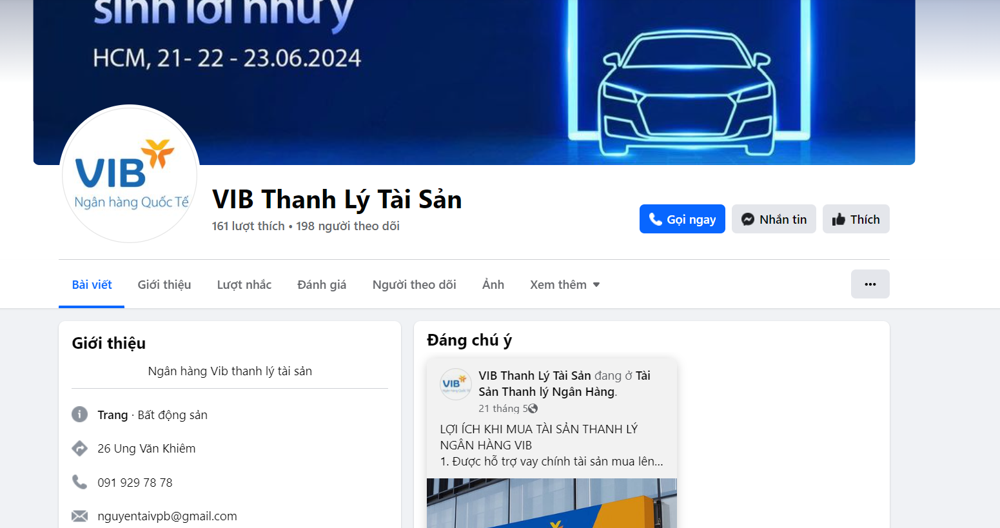 sinh lời như ý
HCM, 21- 22 - 23.06.2024
VIB
Ngân hàng Quốc Tế
VIB Thanh Lý Tài Sản
161 lượt thích • 198 người theo dõi
Gọi ngay
Nhắn tin
Thích
Bài viết
Giới thiệu
Lượt nhắc
Đánh giá
Người theo dõi
Ảnh
Xem thêm
Giới thiệu
Ngân hàng Vib thanh lý tài sản
Trang · Bất động sản
26 Ung Văn Khiêm
091 929 78 78
nguyentaivpb@gmail.com
Đáng chú ý
VIB
Ngân hàng Quốc Tế
VIB Thanh Lý Tài Sản đang ở Tài
Sản Thanh lý Ngân Hàng.
21 tháng 5
LỢI ÍCH KHI MUA TÀI SẢN THANH LÝ
NGÂN HÀNG VIB
1. Được hỗ trợ vay chính tài sản mua lên...